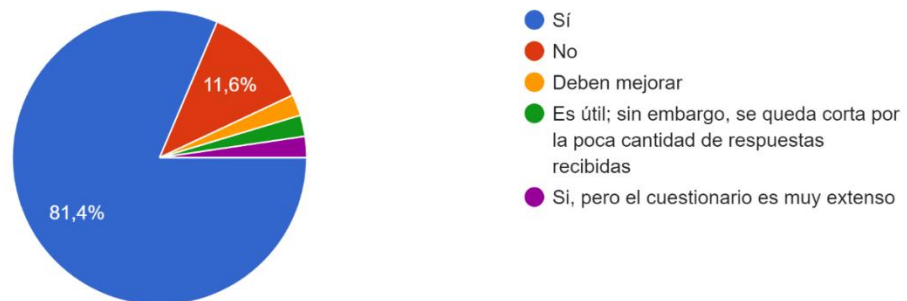 81,4%
11,6%
Sí
No
Deben mejorar
Es útil; sin embargo, se queda corta por
la poca cantidad de respuestas
recibidas
Si, pero el cuestionario es muy extenso